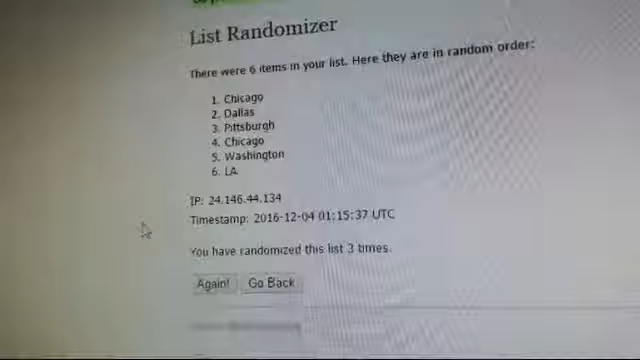 List Randomizer
There were 6 items in your list. Here they are in random order:
1. Chicago
2. Dallas
3. Pittsburgh
4. Chicago
5. Washington
6. LA
IP: 24.146.44.134
Timestamp: 2016-12-04 01:15:37 UTC
You have randomized this list 3 times.
Again! Go Back